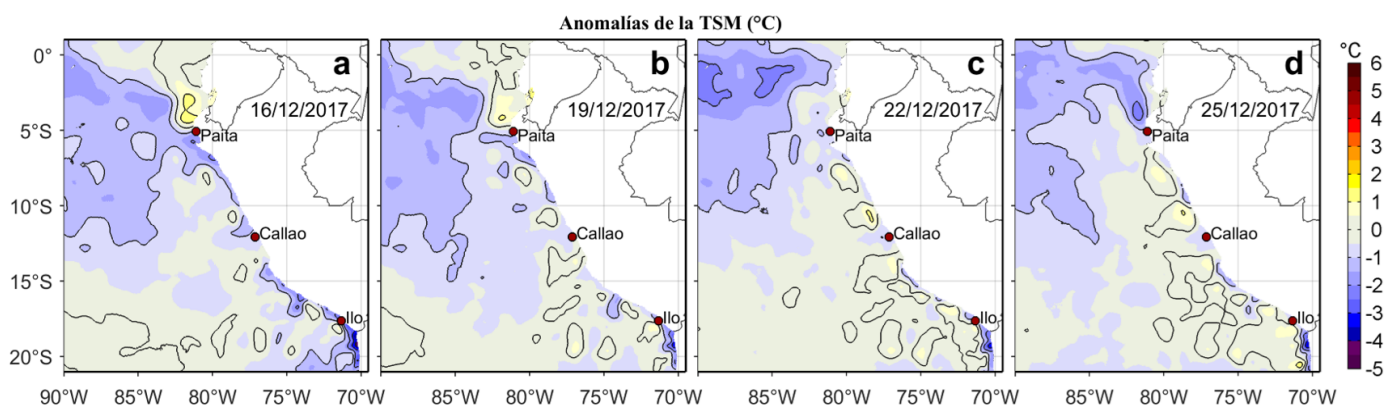 Anomalías de la TSM (°C)
a b c d
16/12/2017 19/12/2017 22/12/2017 25/12/2017
°C
0°
5°S
10°S
15°S
20°S
Paita Paita Paita Paita
Callao Callao Callao Callao
Ilo Ilo Ilo Ilo
90°W 85°W 80°W 75°W 70°W 85°W 80°W 75°W 70°W 85°W 80°W 75°W 70°W 85°W 80°W 75°W 70°W
6
5
4
3
2
1
0
-1
-2
-3
-4
-5